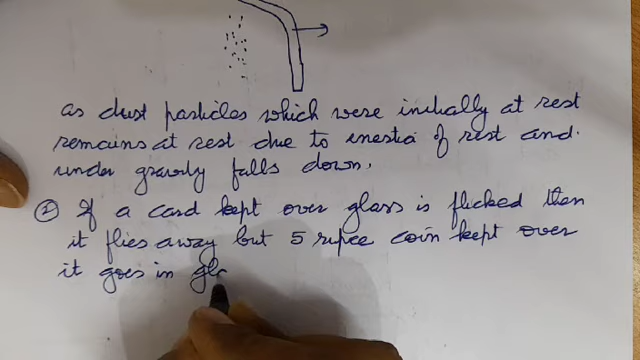 as dust particles which were initially at rest
remains at rest due to inestia of rest and.
under gravity falls down.
② If a card kept over glass is flicked then
it flies away but 5 rupee coin kept over
it goes in gla